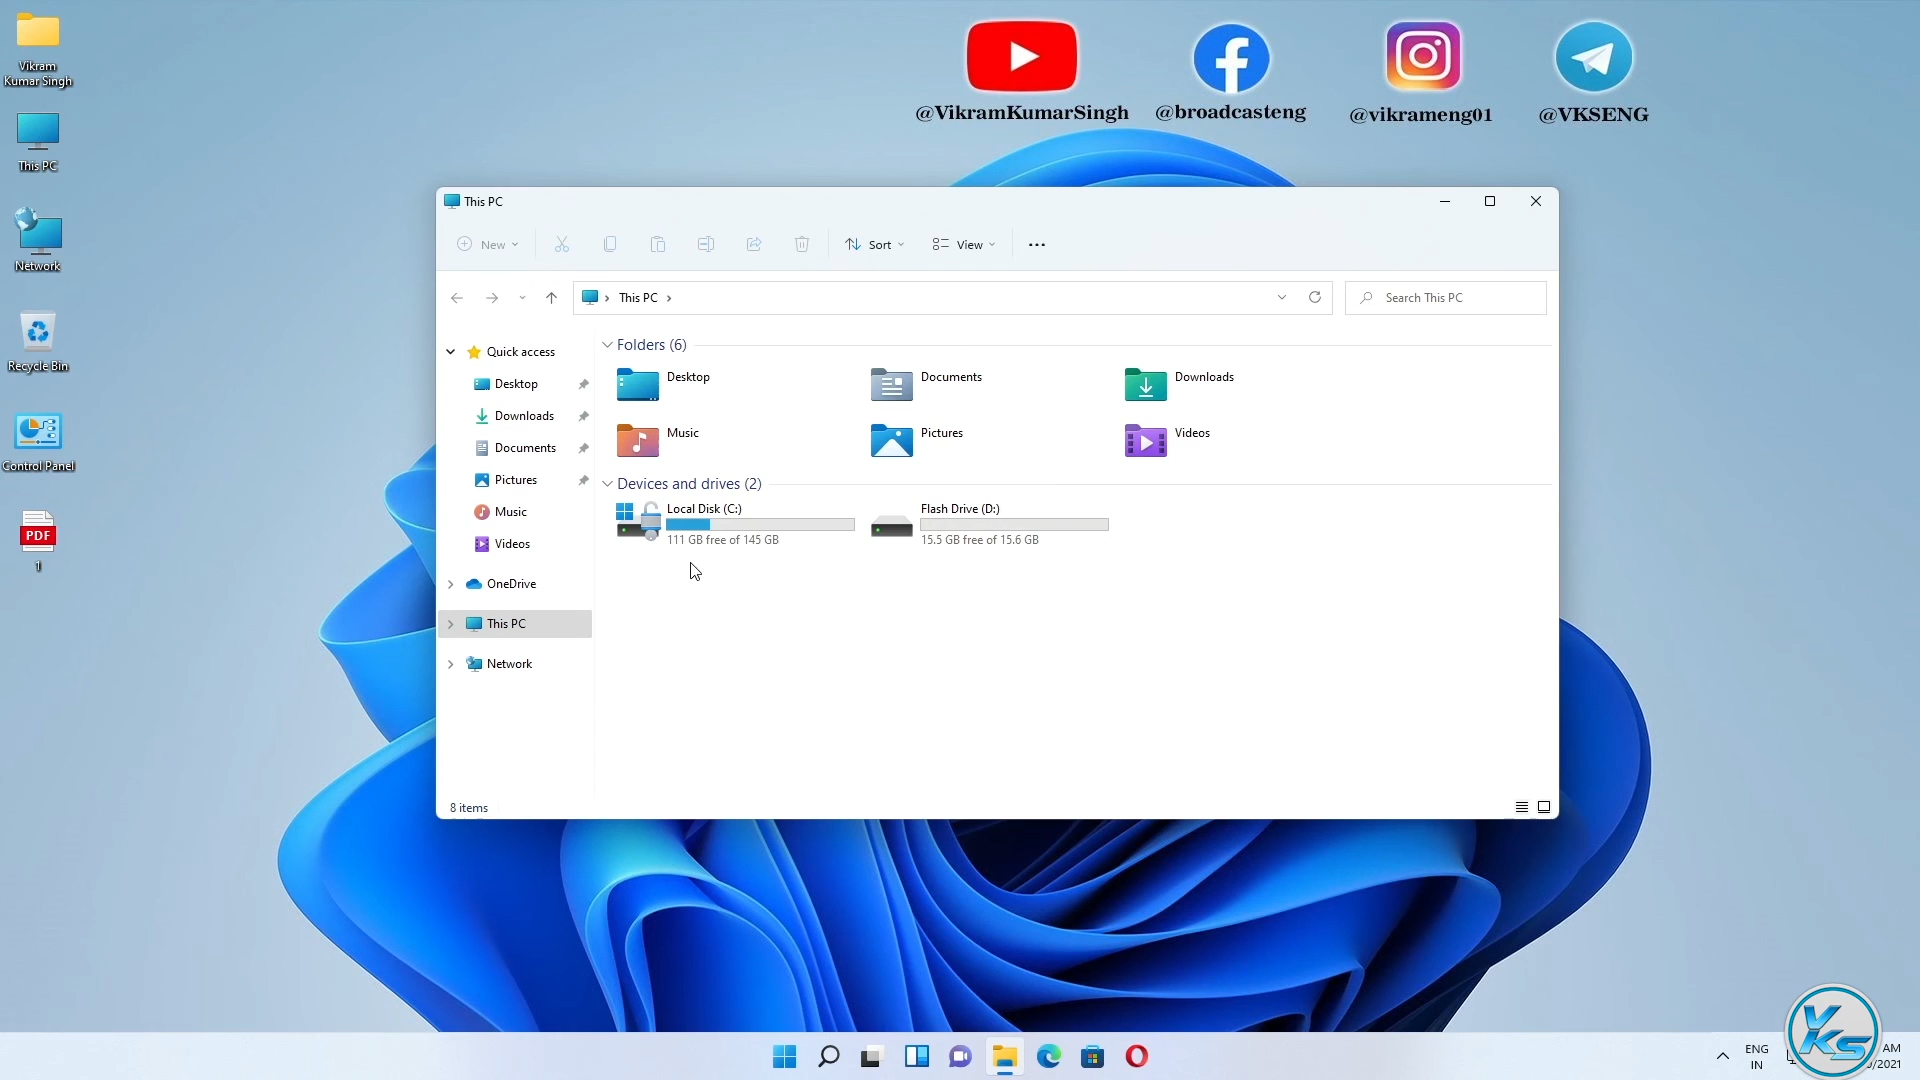 Vikram
Kumar Singh
This PC
Network
Recycle Bin
Control Panel
PDF
1
@VikramKumarSingh
@broadcasteng
@vikrameng01
@VKSENG
This PC
New
Sort
View
This PC
Search This PC
Quick access
Desktop
Downloads
Documents
Pictures
Music
Videos
OneDrive
This PC
Network
Folders (6)
Desktop
Documents
Downloads
Music
Pictures
Videos
Devices and drives (2)
Local Disk (C:)
111 GB free of 145 GB
Flash Drive (D:)
15.5 GB free of 15.6 GB
8 items
ENG
IN
AM
/2021
VKS